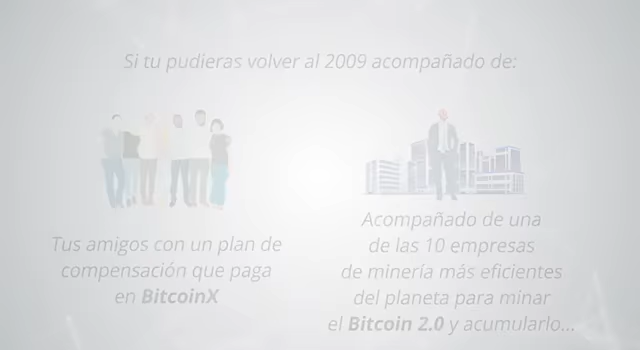 Si tu pudieras volver al 2009 acompañado de:
Tus amigos con un plan de
compensación que paga
en BitcoinX
Acompañado de una
de las 10 empresas
de minería más eficientes
del planeta para minar
el Bitcoin 2.0 y acumularlo...